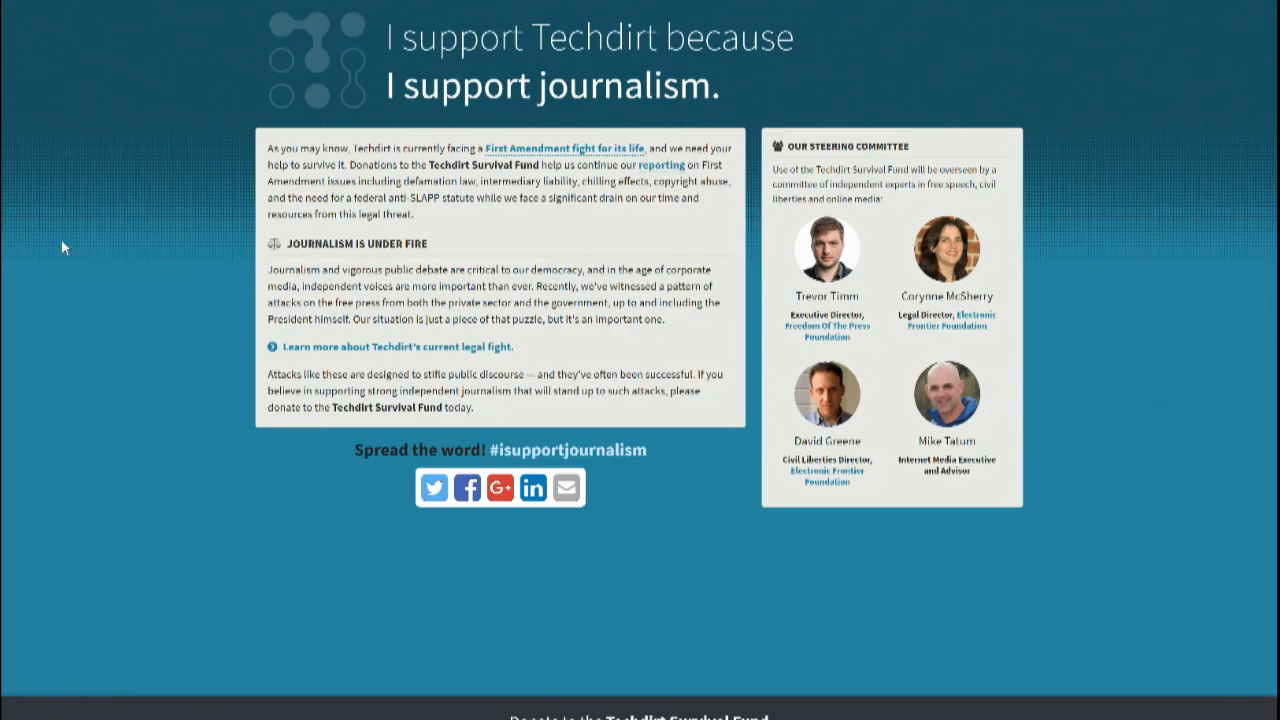 I support Techdirt because
I support journalism.
As you may know, Techdirt is currently facing a First Amendment fight for its life, and we need your
help to survive it. Donations to the Techdirt Survival Fund help us continue our reporting on First
Amendment issues including defamation law, intermediary liability, chilling effects, copyright abuse,
and the need for a federal anti-SLAPP statute while we face a significant drain on our time and
resources from this legal threat.
JOURNALISM IS UNDER FIRE
Journalism and vigorous public debate are critical to our democracy, and in the age of corporate
media, independent voices are more important than ever. Recently, we've witnessed a pattern of
attacks on the free press from both the private sector and the government, up to and including the
President himself. Our situation is just a piece of that puzzle, but it's an important one.
Learn more about Techdirt's current legal fight.
Attacks like these are designed to stifle public discourse — and they've often been successful. If you
believe in supporting strong independent journalism that will stand up to such attacks, please
donate to the Techdirt Survival Fund today.
Spread the word! #isupportjournalism
G+
in
OUR STEERING COMMITTEE
Use of the Techdirt Survival Fund will be overseen by a
committee of independent experts in free speech, civil
liberties and online media:
Trevor Timm
Executive Director,
Freedom Of The Press
Foundation
Corynne McSherry
Legal Director, Electronic
Frontier Foundation
David Greene
Civil Liberties Director,
Electronic Frontier
Foundation
Mike Tatum
Internet Media Executive
and Advisor
Donate to the Techdirt Survival Fund